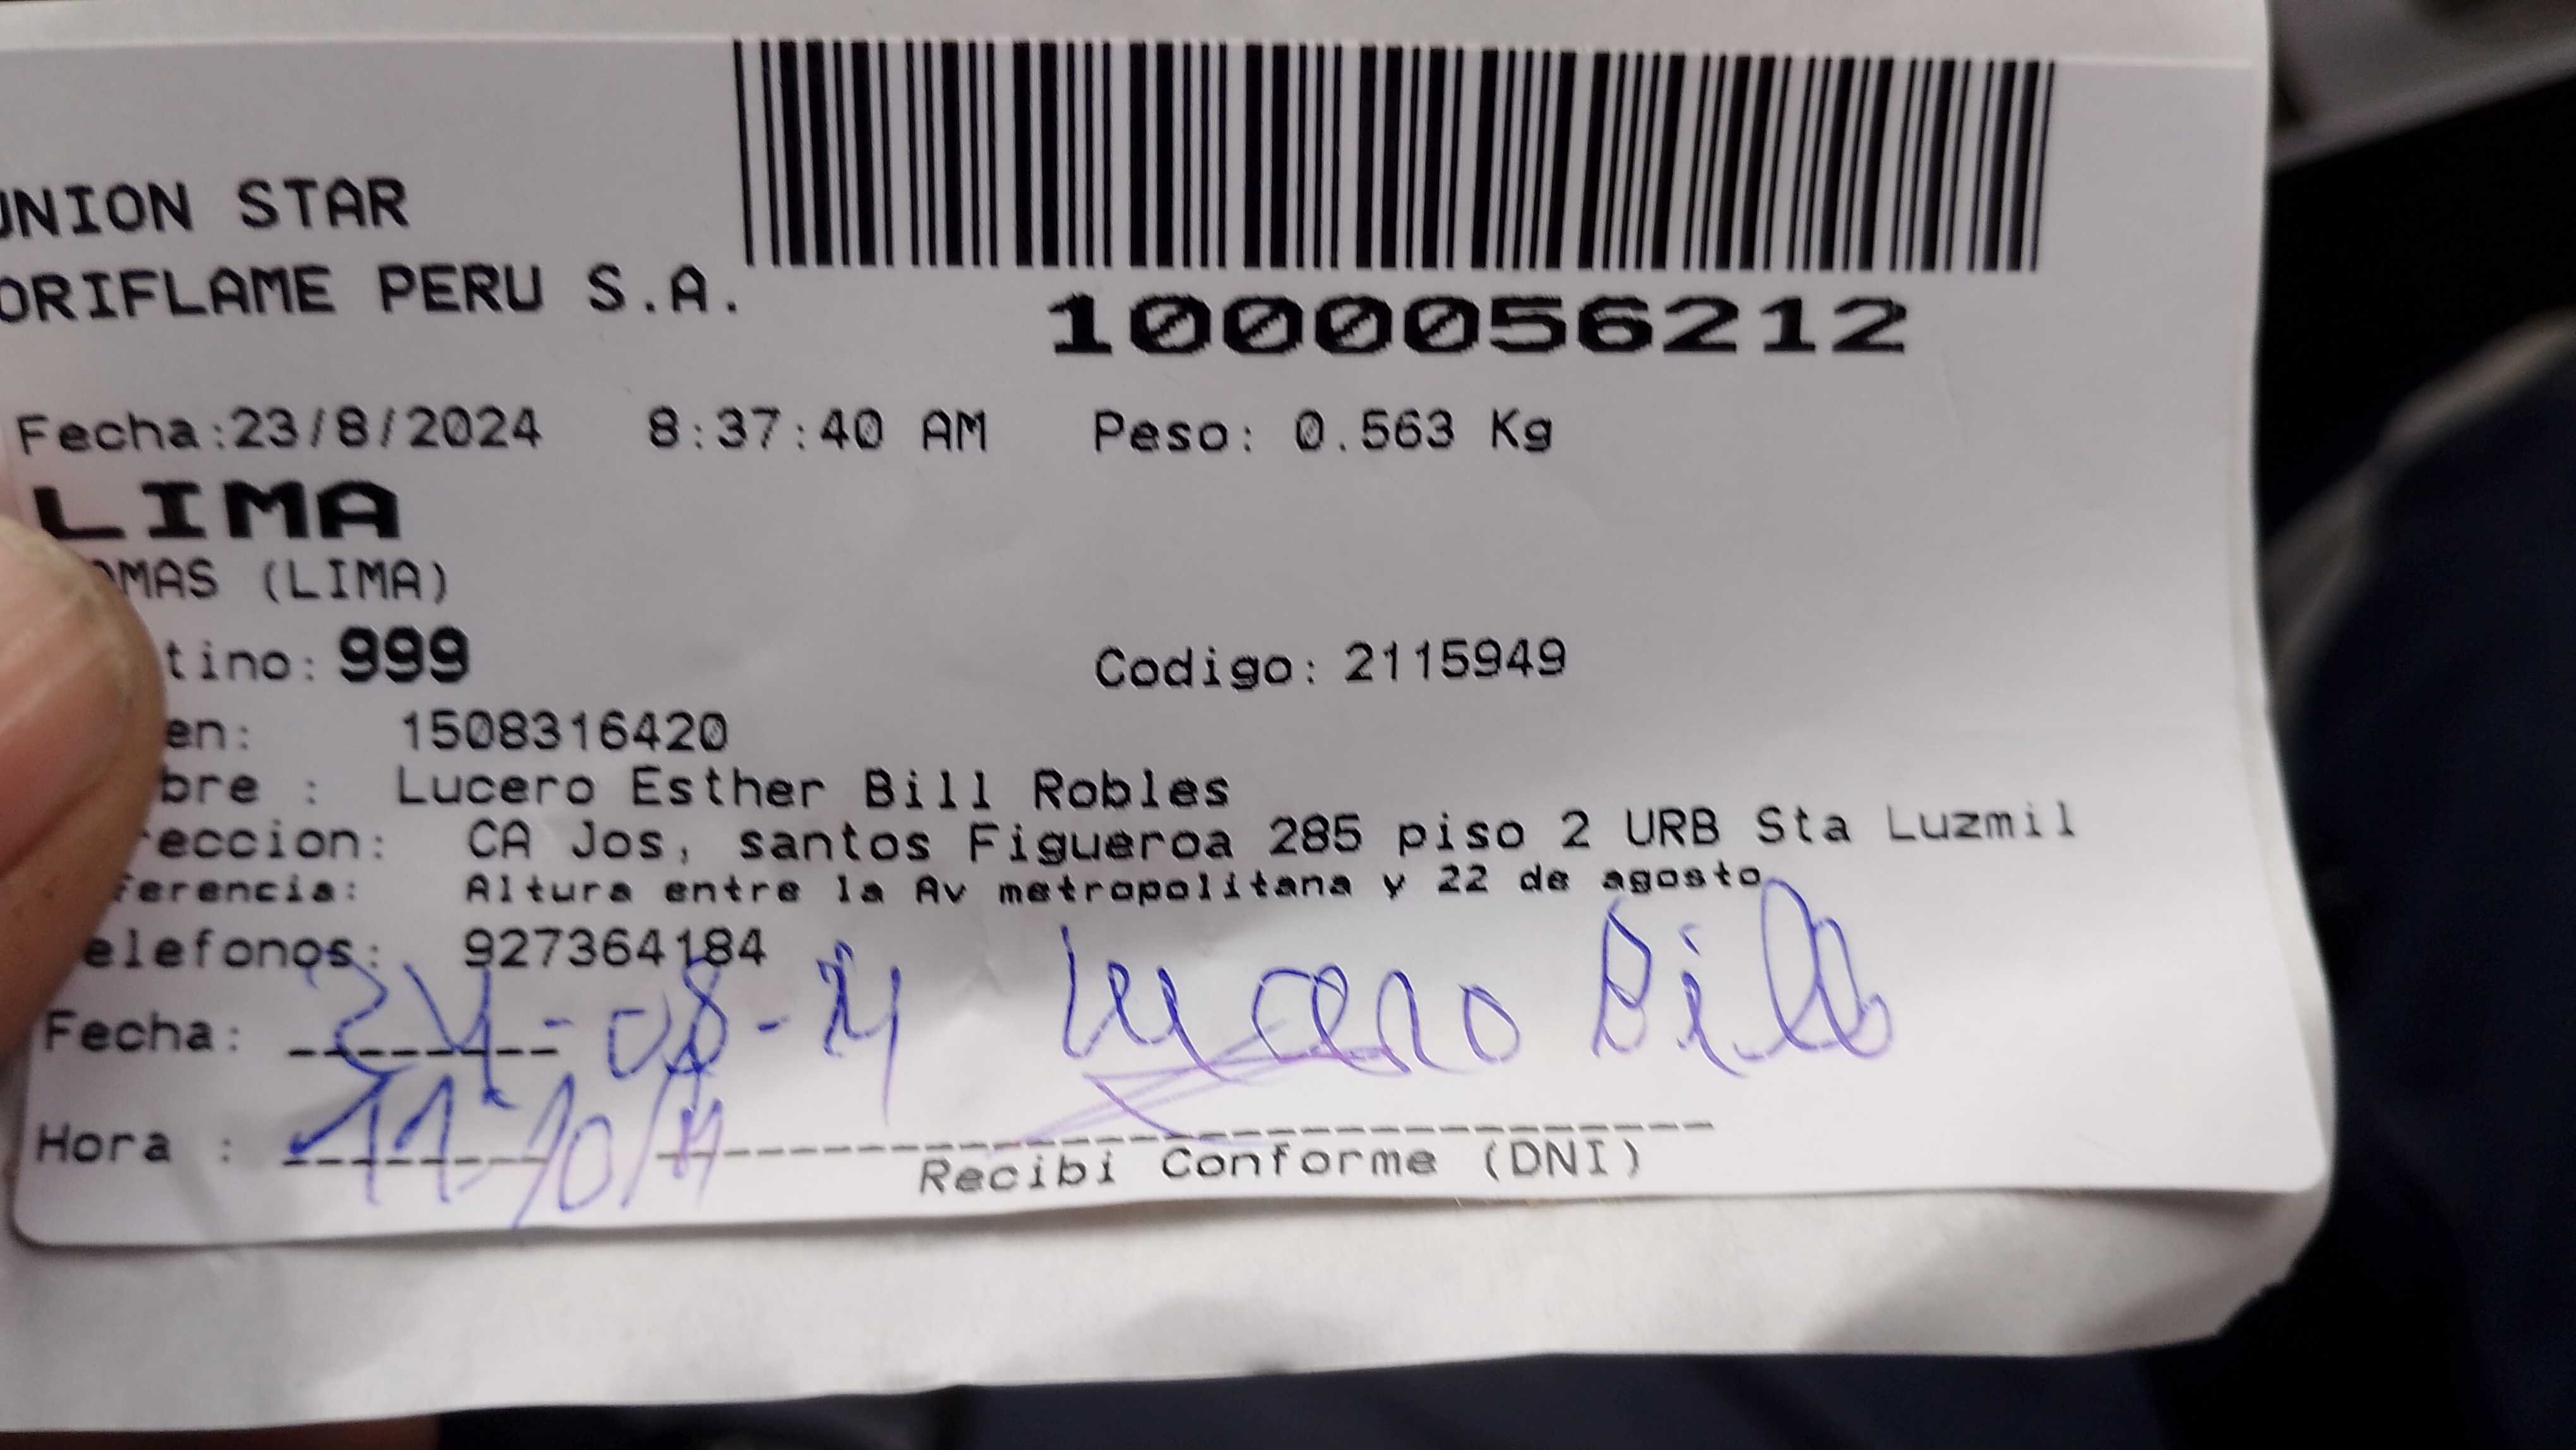 UNION STAR
ORIFLAME PERU S.A.
1000056212
Fecha:23/8/2024 8:37:40 AM Peso: 0.563 Kg
LIMA
OMAS (LIMA)
tino: 999 Codigo: 2115949
en: 1508316420
bre : Lucero Esther Bill Robles
reccion: CA Jos, santos Figueroa 285 piso 2 URB Sta Luzmil
ferencia: Altura entre la Av metropolitana y 22 de agosto
elefonos: 927364184
Fecha: 24-08-24 Lucero Bill
Hora :
Recibi Conforme (DNI)